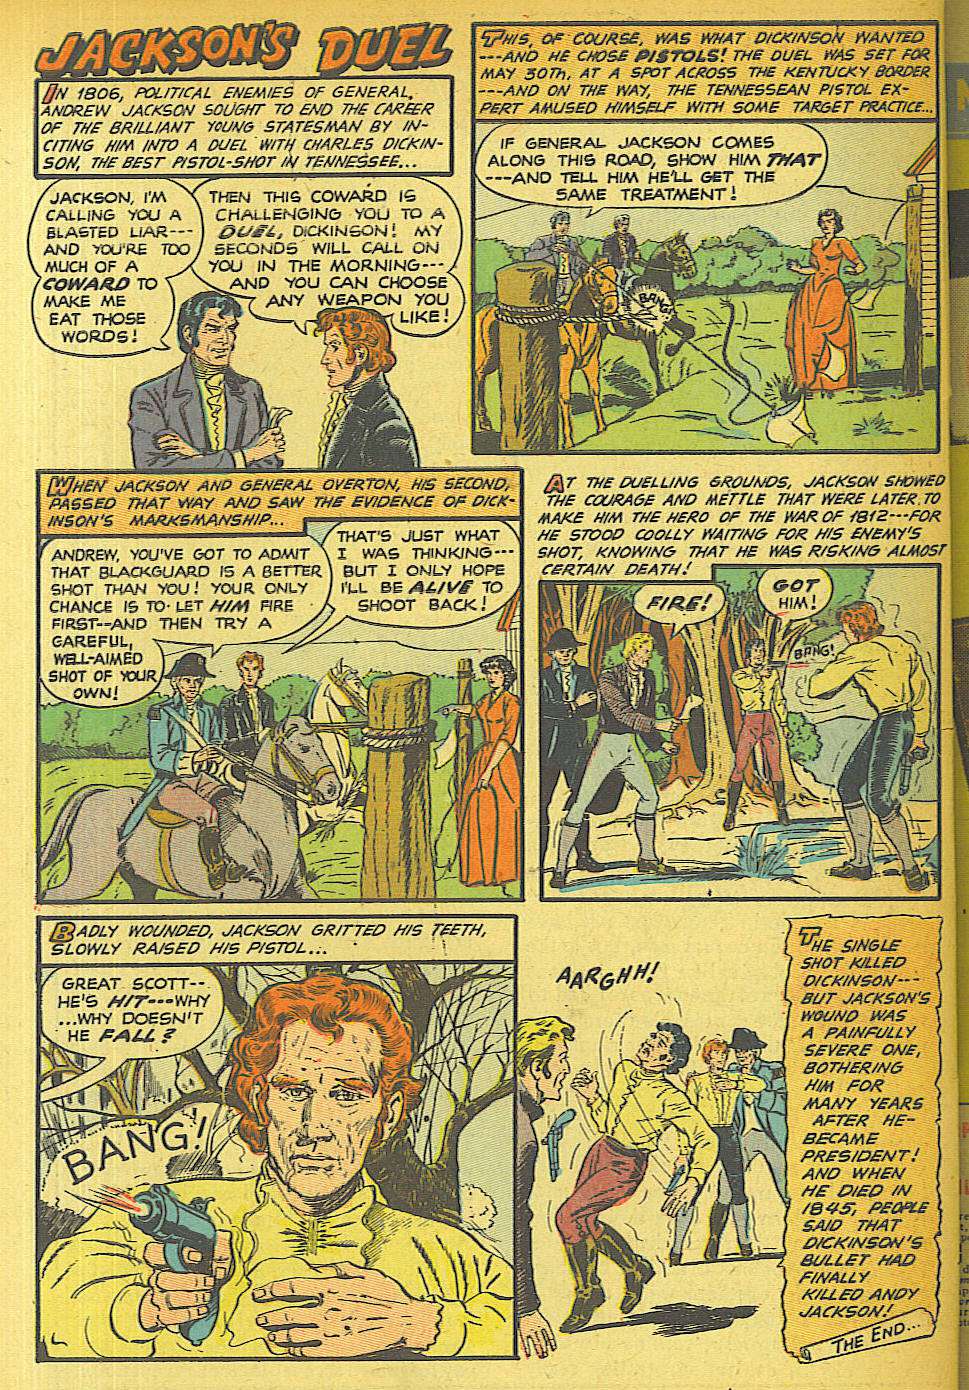 JACKSON'S DUEL
IN 1806, POLITICAL ENEMIES OF GENERAL
ANDREW JACKSON SOUGHT TO END THE CAREER
OF THE BRILLIANT YOUNG STATESMAN BY IN-
CITING HIM INTO A DUEL WITH CHARLES DICKIN-
SON, THE BEST PISTOL-SHOT IN TENNESSEE...
JACKSON, I'M
CALLING YOU A
BLASTED LIAR---
AND YOU'RE TOO
MUCH OF A
COWARD TO
MAKE ME
EAT THOSE
WORDS!
THEN THIS COWARD IS
CHALLENGING YOU TO A
DUEL, DICKINSON! MY
SECONDS WILL CALL ON
YOU IN THE MORNING---
AND YOU CAN CHOOSE
ANY WEAPON YOU
LIKE!
THIS, OF COURSE, WAS WHAT DICKINSON WANTED
---AND HE CHOSE PISTOLS! THE DUEL WAS SET FOR
MAY 30TH, AT A SPOT ACROSS THE KENTUCKY BORDER
---AND ON THE WAY, THE TENNESSEAN PISTOL EX-
PERT AMUSED HIMSELF WITH SOME TARGET PRACTICE...
IF GENERAL JACKSON COMES
ALONG THIS ROAD, SHOW HIM THAT
---AND TELL HIM HE'LL GET THE
SAME TREATMENT!
BANG!
WHEN JACKSON AND GENERAL OVERTON, HIS SECOND,
PASSED THAT WAY AND SAW THE EVIDENCE OF DICK-
INSON'S MARKSMANSHIP...
ANDREW, YOU'VE GOT TO ADMIT
THAT BLACKGUARD IS A BETTER
SHOT THAN YOU! YOUR ONLY
CHANCE IS TO LET HIM FIRE
FIRST--AND THEN TRY A
CAREFUL,
WELL-AIMED
SHOT OF YOUR
OWN!
THAT'S JUST WHAT
I WAS THINKING---
BUT I ONLY HOPE
I'LL BE ALIVE TO
SHOOT BACK!
AT THE DUELLING GROUNDS, JACKSON SHOWED
THE COURAGE AND METTLE THAT WERE LATER TO
MAKE HIM THE HERO OF THE WAR OF 1812---FOR
HE STOOD COOLLY WAITING FOR HIS ENEMY'S
SHOT, KNOWING THAT HE WAS RISKING ALMOST
CERTAIN DEATH!
FIRE!
GOT
HIM!
BANG!
BADLY WOUNDED, JACKSON GRITTED HIS TEETH,
SLOWLY RAISED HIS PISTOL...
GREAT SCOTT--
HE'S HIT---WHY
...WHY DOESN'T
HE FALL?
BANG!
AARGHH!
THE SINGLE
SHOT KILLED
DICKINSON---
BUT JACKSON'S
WOUND WAS
A PAINFULLY
SEVERE ONE,
BOTHERING
HIM FOR
MANY YEARS
AFTER HE-
BECAME
PRESIDENT!
AND WHEN
HE DIED IN
1845, PEOPLE
SAID THAT
DICKINSON'S
BULLET HAD
FINALLY
KILLED ANDY
JACKSON!
THE END...